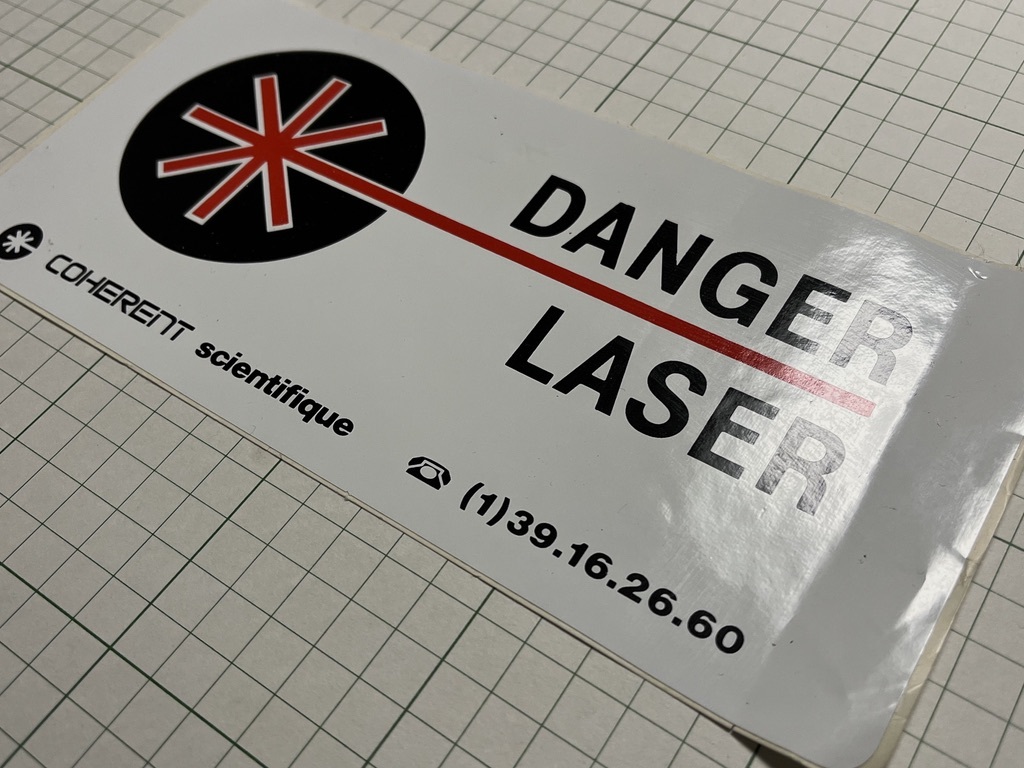 DANGER
LASER
COHERENT scientifique
(1)39.16.26.60